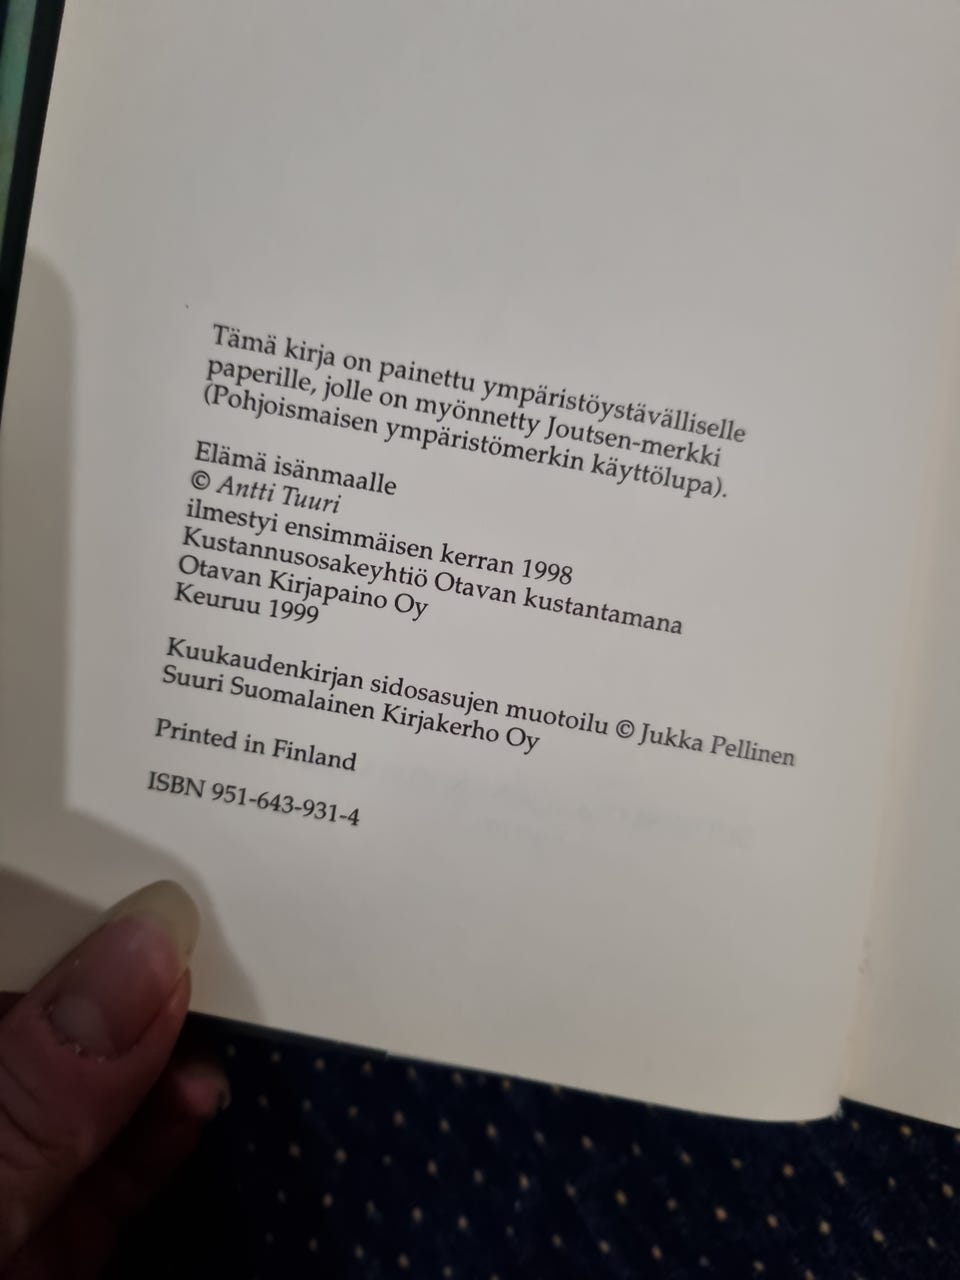 Tämä kirja on painettu ympäristöystävälliselle
paperille, jolle on myönnetty Joutsen-merkki
(Pohjoismaisen ympäristömerkin käyttölupa).
Elämä isänmaalle
© Antti Tuuri
ilmestyi ensimmäisen kerran 1998
Kustannusosakeyhtiö Otavan kustantamana
Otavan Kirjapaino Oy
Keuruu 1999
Kuukaudenkirjan sidosasujen muotoilu © Jukka Pellinen
Suuri Suomalainen Kirjakerho Oy
Printed in Finland
ISBN 951-643-931-4